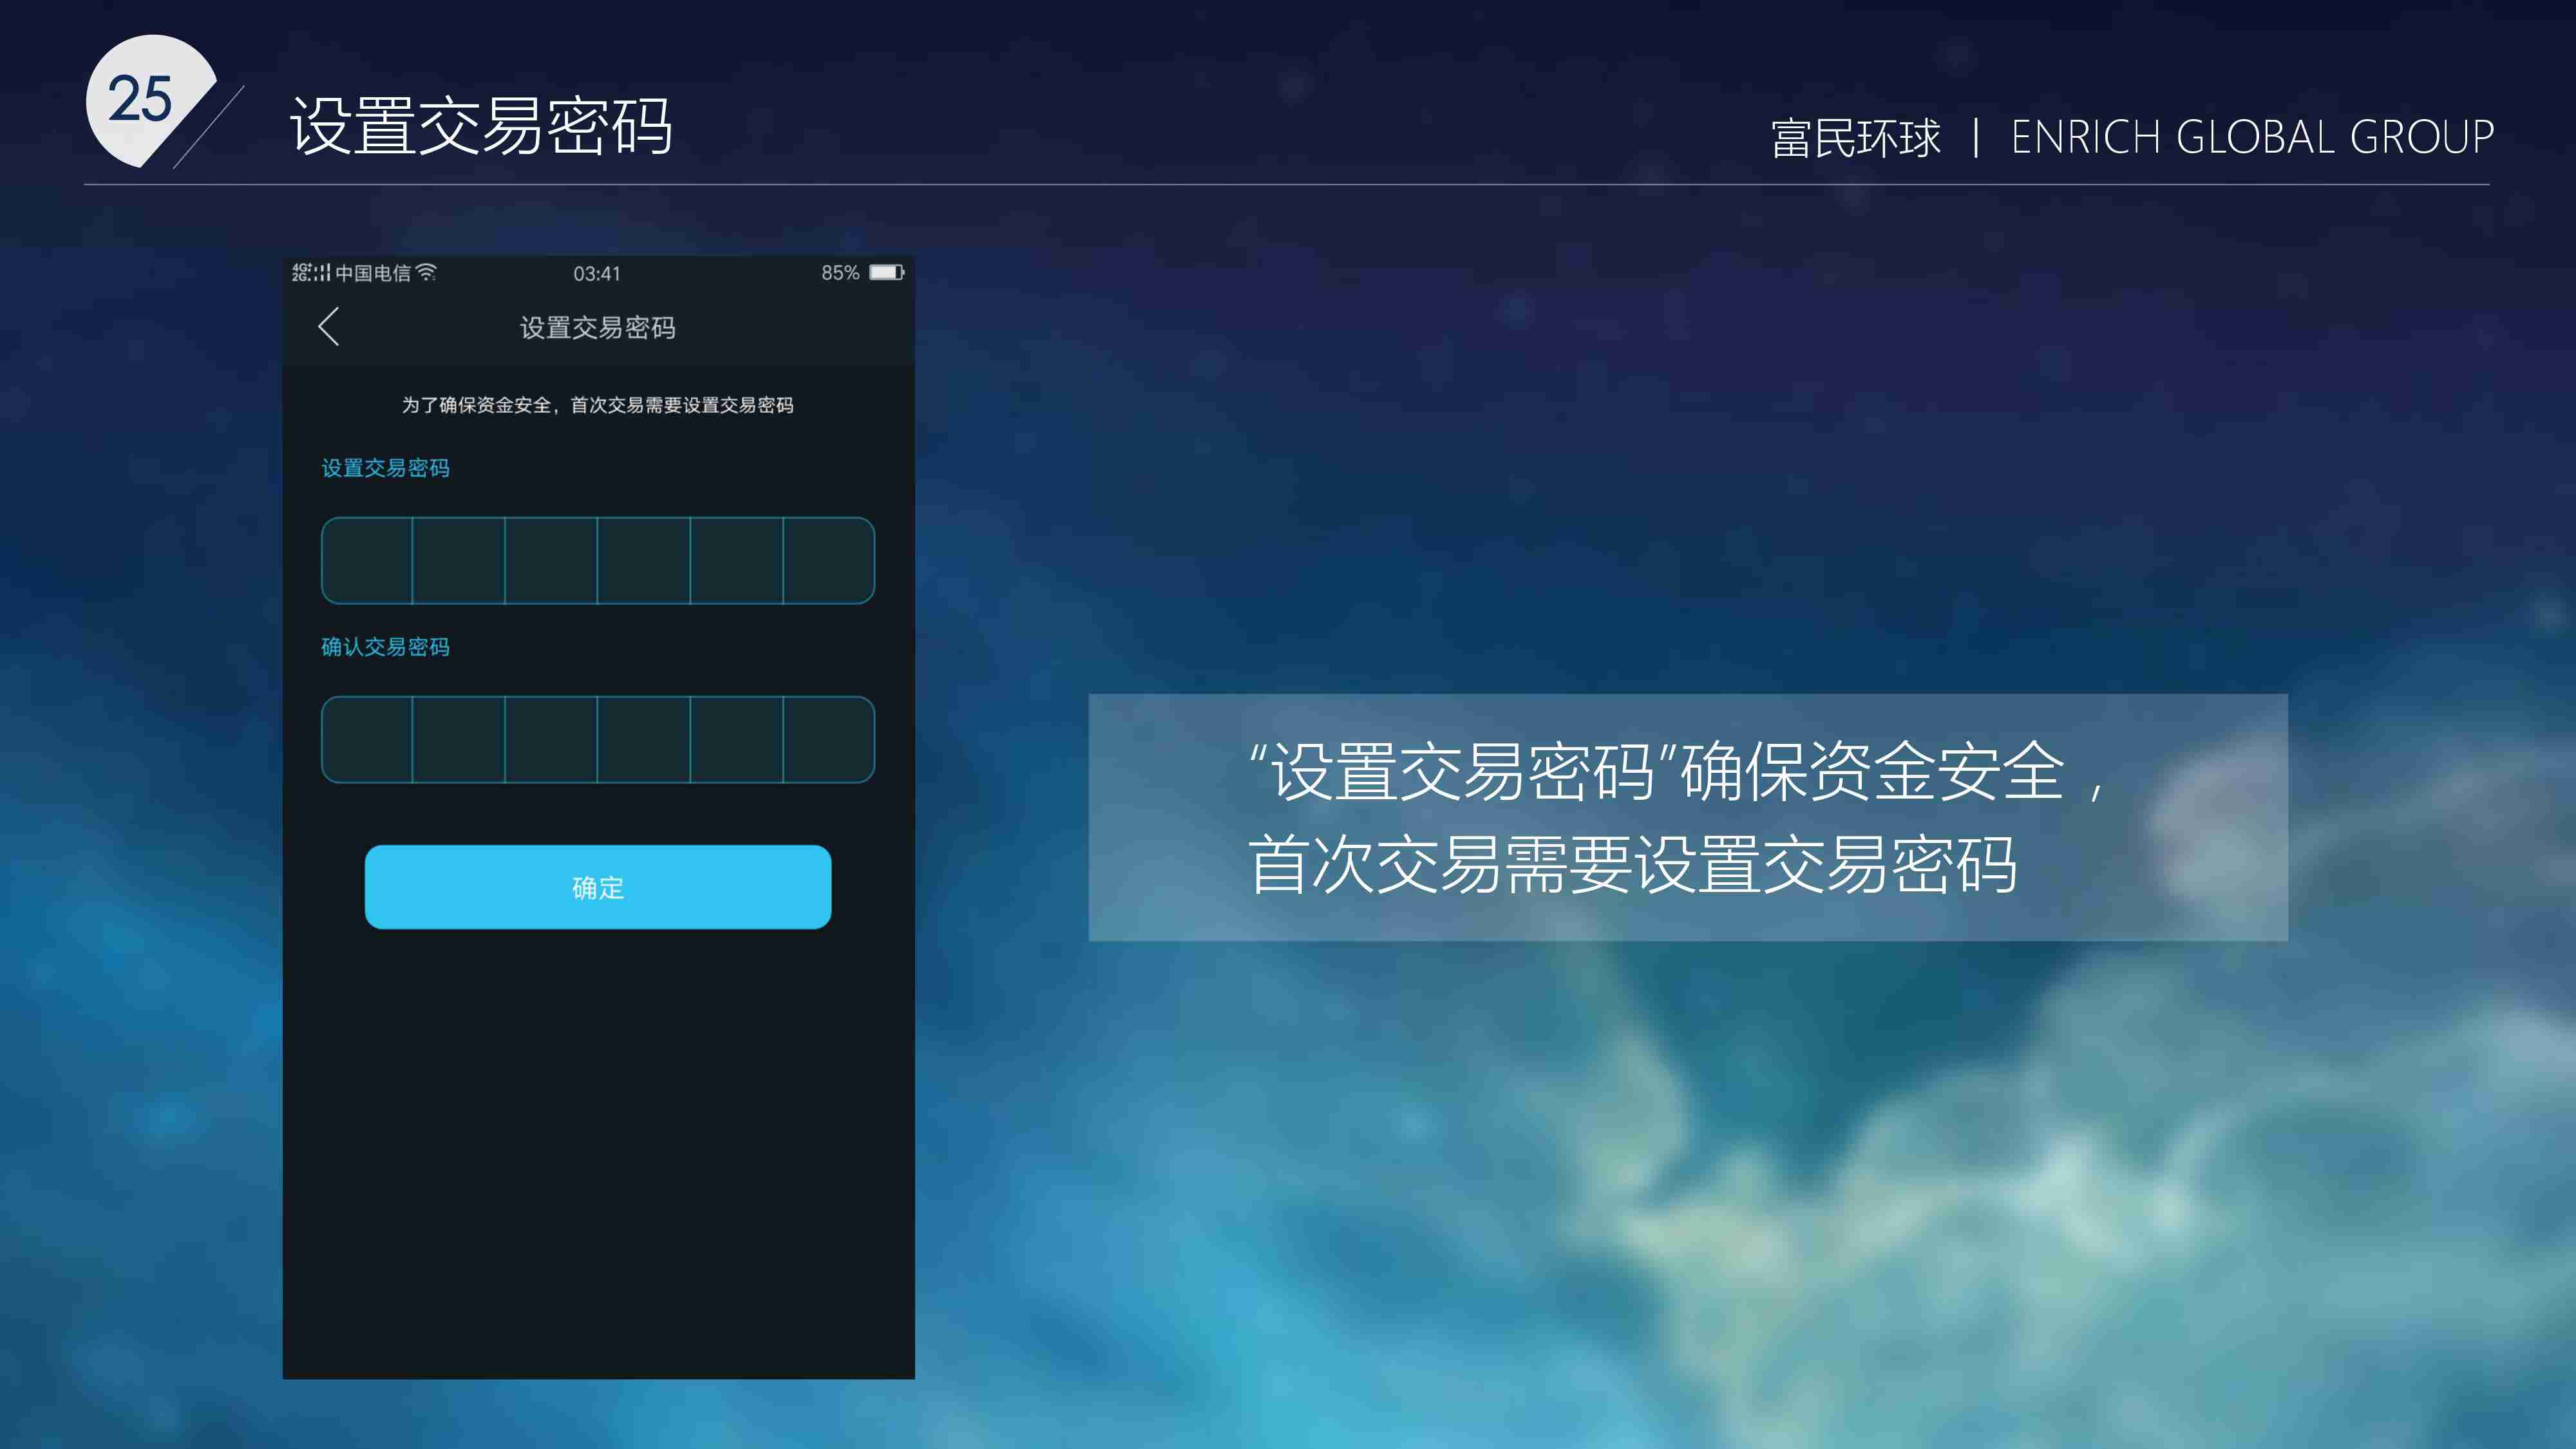 25
设置交易密码
富民环球 | ENRICH GLOBAL GROUP
4G+ 2G 中国电信 03:41 85%
设置交易密码
为了确保资金安全，首次交易需要设置交易密码
设置交易密码
确认交易密码
确定
“设置交易密码”确保资金安全，
首次交易需要设置交易密码